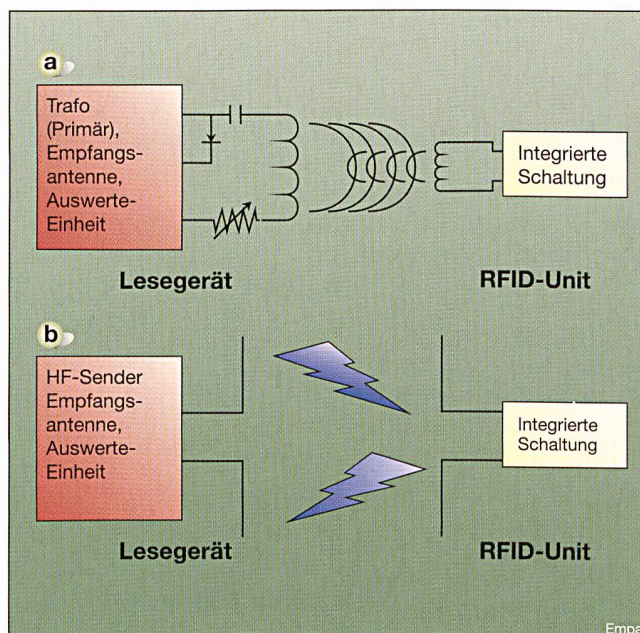 a
Trafo
(Primär),
Empfangs-
antenne,
Auswerte-
Einheit
Integrierte
Schaltung
Lesegerät
RFID-Unit
b
HF-Sender
Empfangs-
antenne,
Auswerte-
Einheit
Integrierte
Schaltung
Lesegerät
RFID-Unit
Empa